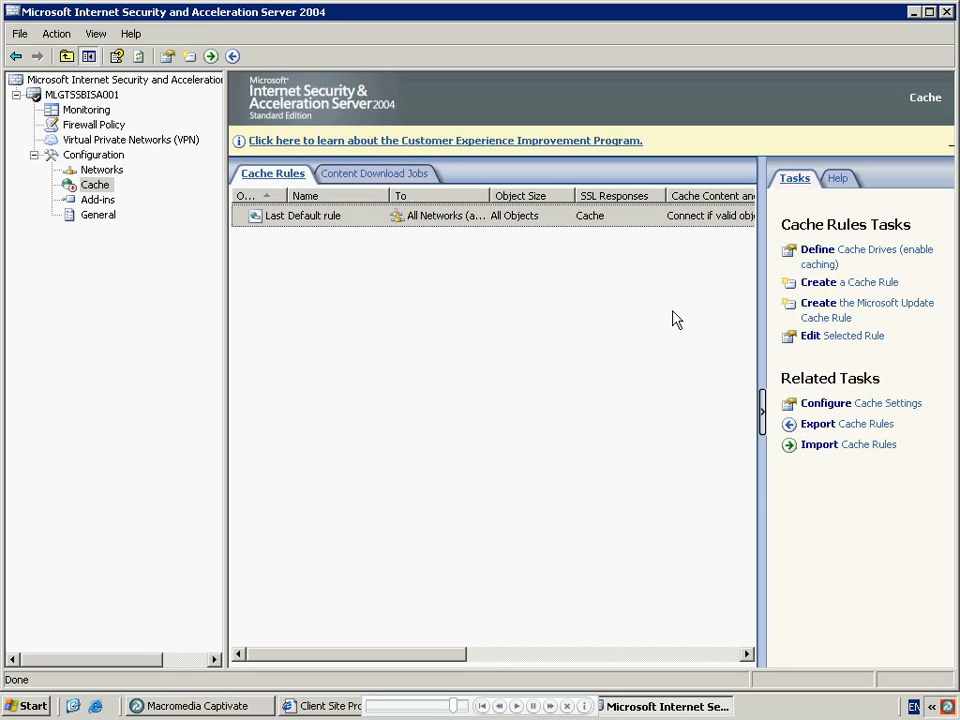 Microsoft Internet Security and Acceleration Server 2004
File Action View Help
Microsoft Internet Security and Acceleratio
MLGTSSBISA001
Monitoring
Firewall Policy
Virtual Private Networks (VPN)
Configuration
Networks
Cache
Add-ins
General
Microsoft
Internet Security &
Acceleration Server 2004
Standard Edition
Cache
Click here to learn about the Customer Experience Improvement Program.
Cache Rules Content Download Jobs
O... Name To Object Size SSL Responses Cache Content an
Last Default rule All Networks (a... All Objects Cache Connect if valid obj
Tasks Help
Cache Rules Tasks
Define Cache Drives (enable
caching)
Create a Cache Rule
Create the Microsoft Update
Cache Rule
Edit Selected Rule
Related Tasks
Configure Cache Settings
Export Cache Rules
Import Cache Rules
Done
Start Macromedia Captivate Client Site Pro Microsoft Internet Se... EN «